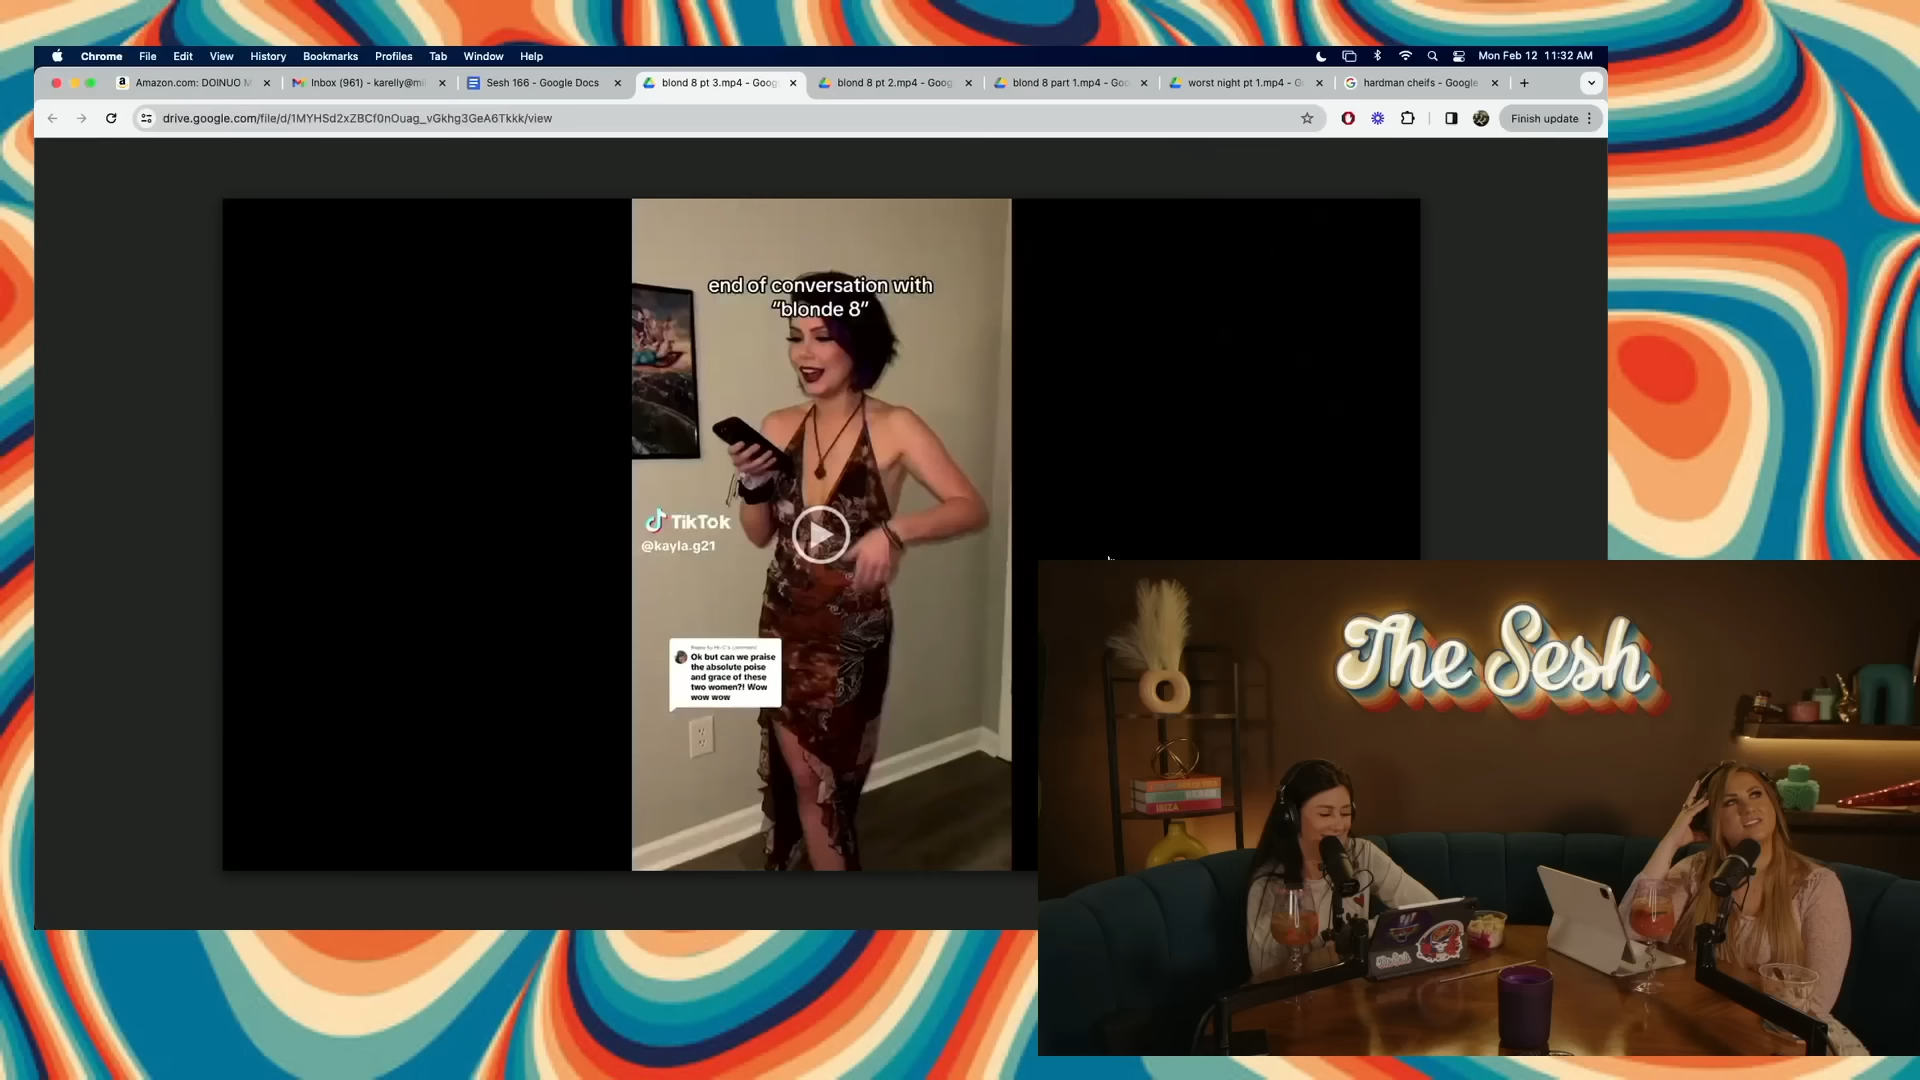 Chrome File Edit View History Bookmarks Profiles Tab Window Help Mon Feb 12 11:32 AM
Amazon.com: DOINUO M Inbox (961) - karelly@mi Sesh 166 - Google Docs blond 8 pt 3.mp4 - Goog blond 8 pt 2.mp4 - Goog blond 8 part 1.mp4 - Goo worst night pt 1.mp4 - G hardman cheifs - Google
drive.google.com/file/d/1MYHSd2xZBCf0nOuag_vGkhg3GeA6Tkkk/view Finish update
end of conversation with
"blonde 8"
TikTok
@kayla.g21
Ok but can we praise
the absolute poise
and grace of these
two women?! Wow
wow wow
The Sesh
IBIZA